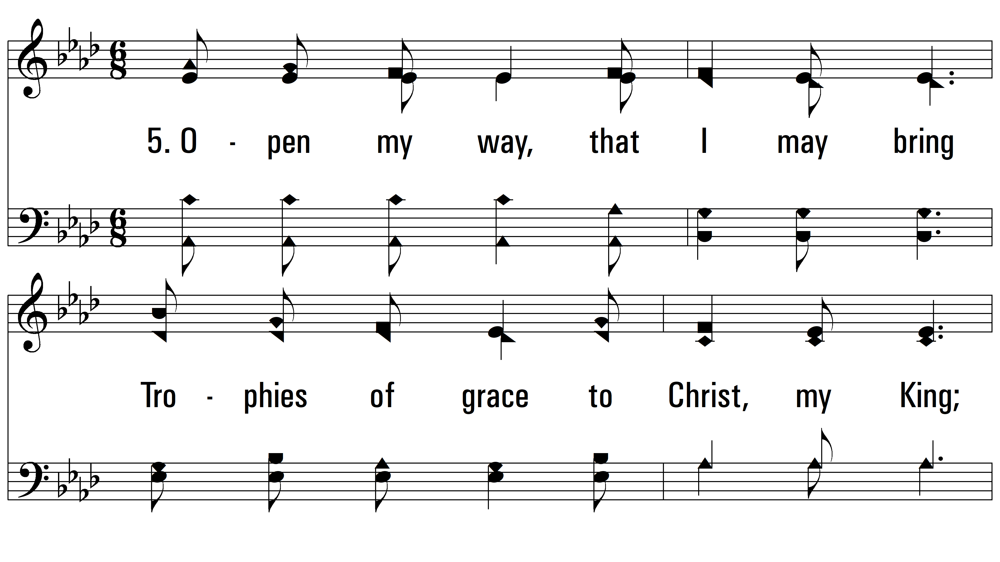 5. O - pen my way, that I may bring
Tro - phies of grace to Christ, my King;